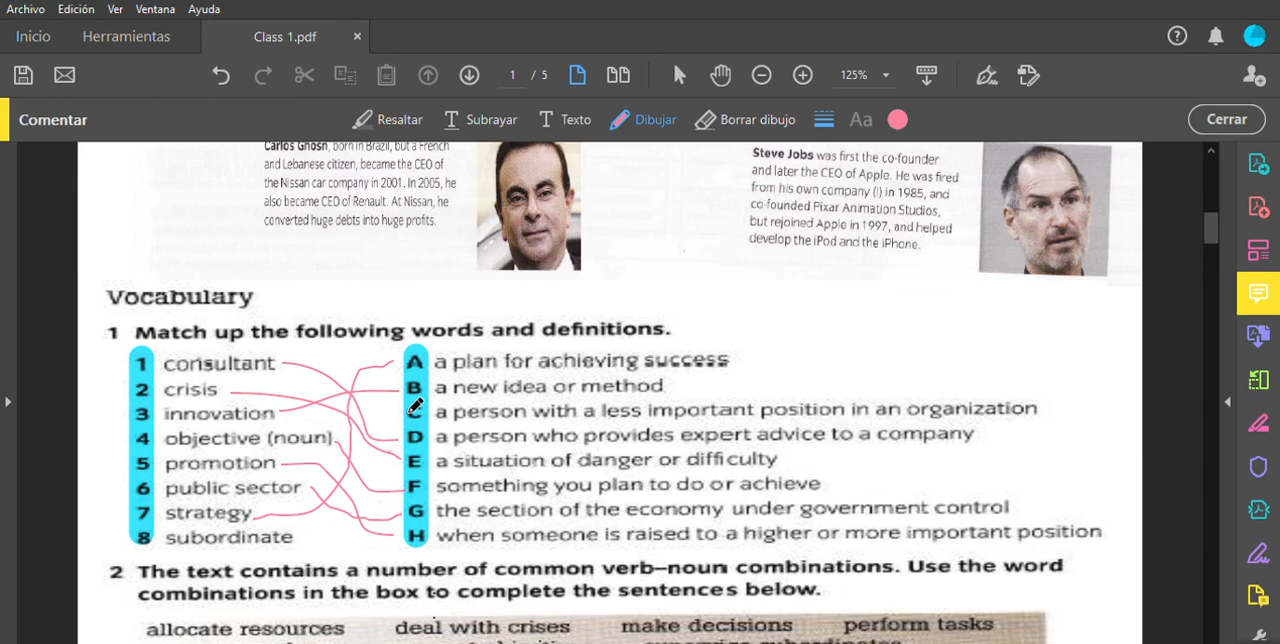 Archivo Edición Ver Ventana Ayuda
Inicio Herramientas Class 1.pdf ×
1 / 5 125%
Comentar Resaltar Subrayar Texto Dibujar Borrar dibujo Aa Cerrar
Carlos Ghosn, born in Brazil, but a French
and Lebanese citizen, became the CEO of
the Nissan car company in 2001. In 2005, he
also became CEO of Renault. At Nissan, he
converted huge debts into huge profits.
Steve Jobs was first the co-founder
and later the CEO of Apple. He was fired
from his own company (!) in 1985, and
co-founded Pixar Animation Studios,
but rejoined Apple in 1997, and helped
develop the iPod and the iPhone.
Vocabulary
1 Match up the following words and definitions.
1 consultant
2 crisis
3 innovation
4 objective (noun)
5 promotion
6 public sector
7 strategy
8 subordinate
A a plan for achieving success
B a new idea or method
C a person with a less important position in an organization
D a person who provides expert advice to a company
E a situation of danger or difficulty
F something you plan to do or achieve
G the section of the economy under government control
H when someone is raised to a higher or more important position
2 The text contains a number of common verb–noun combinations. Use the word
combinations in the box to complete the sentences below.
allocate resources deal with crises make decisions perform tasks